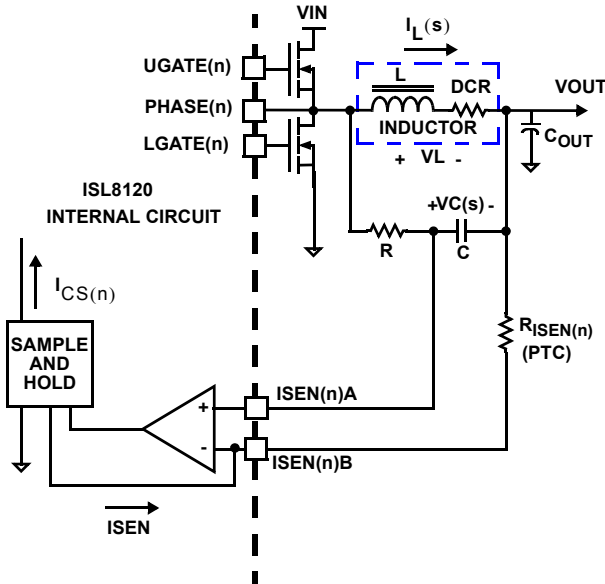 VIN
I_L(s)
UGATE(n)
L
DCR
VOUT
PHASE(n)
INDUCTOR
C_OUT
LGATE(n)
+ VL -
ISL8120
INTERNAL CIRCUIT
+VC(s) -
R
C
I_CS(n)
R_ISEN(n)
(PTC)
SAMPLE
AND
HOLD
+
ISEN(n)A
-
ISEN(n)B
ISEN